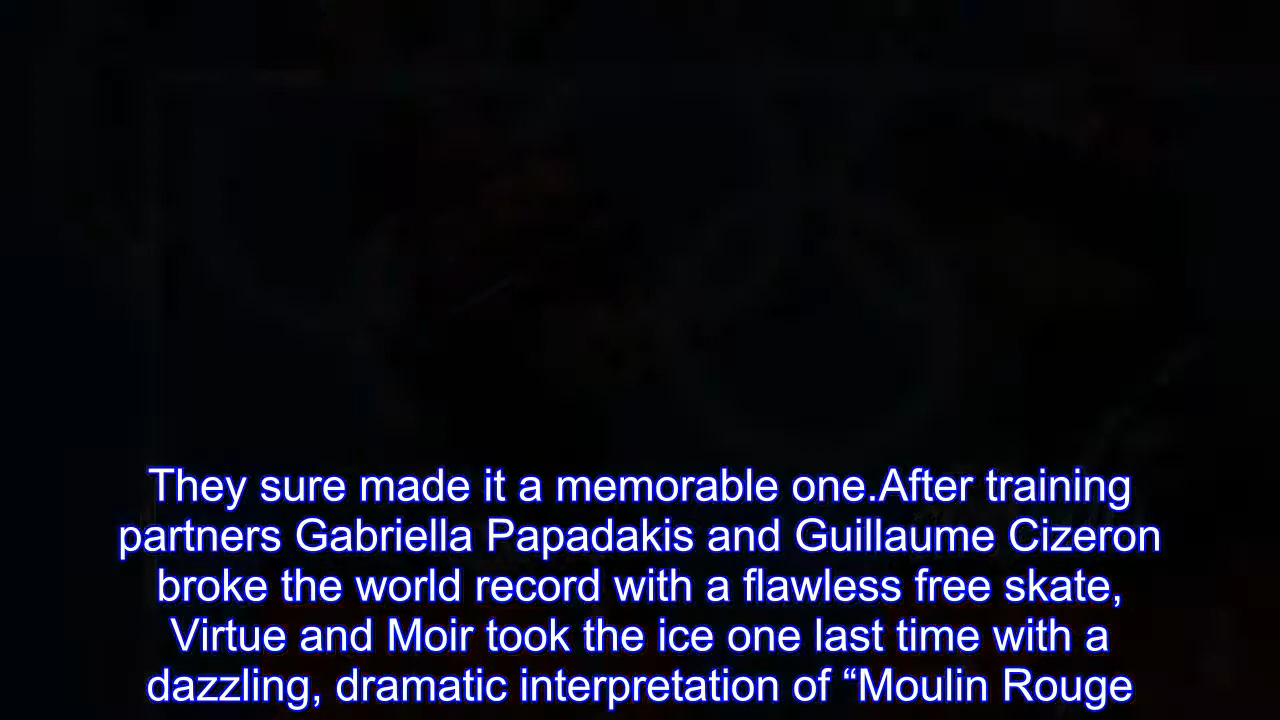 They sure made it a memorable one.After training
partners Gabriella Papadakis and Guillaume Cizeron
broke the world record with a flawless free skate,
Virtue and Moir took the ice one last time with a
dazzling, dramatic interpretation of “Moulin Rouge